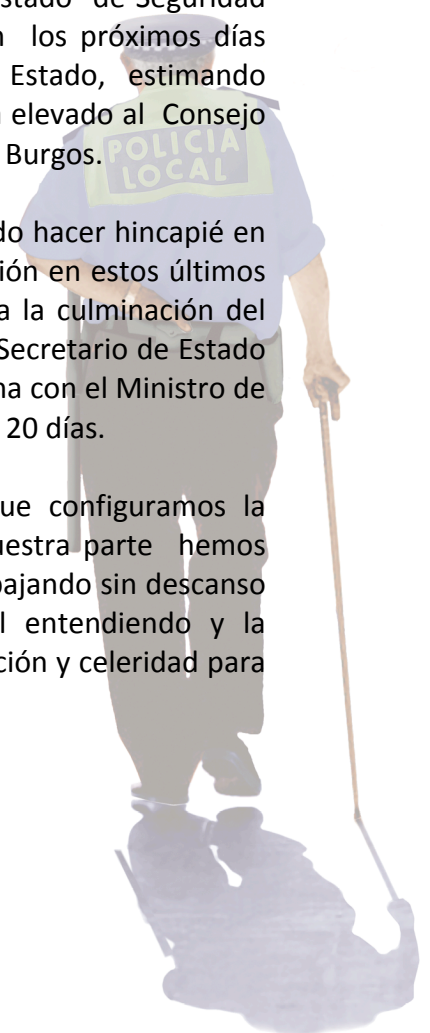 stado de Seguridad
los próximos días
Estado, estimando
elevado al Consejo
Burgos.
POLICIA
LOCAL
do hacer hincapié en
ión en estos últimos
a la culminación del
Secretario de Estado
na con el Ministro de
20 días.
ue configuramos la
uestra parte hemos
bajando sin descanso
l entendiendo y la
ción y celeridad para